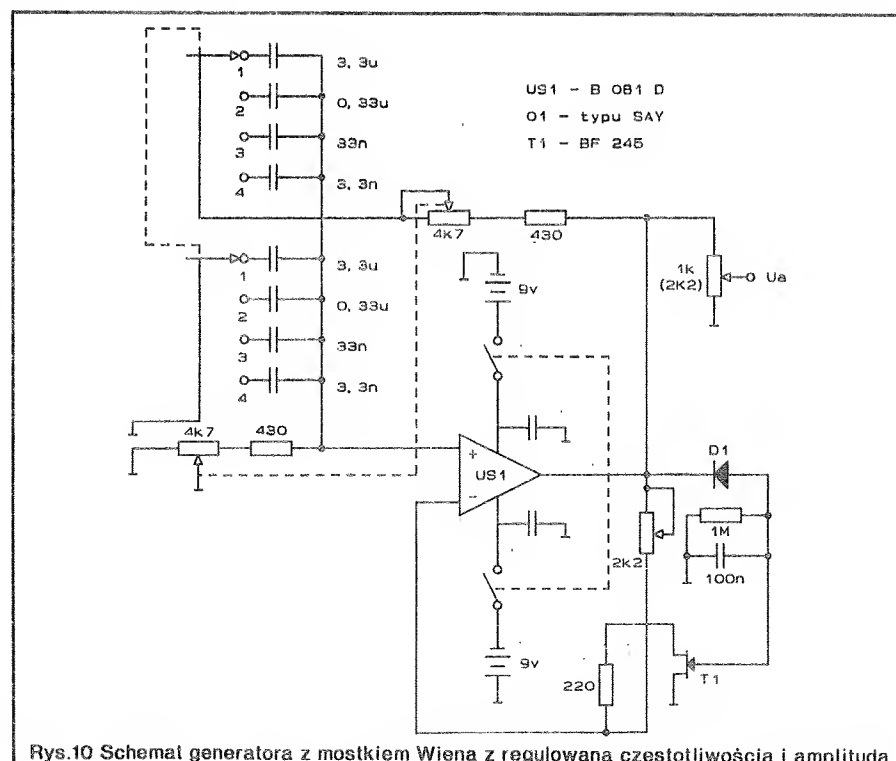 1
3, 3u
2
0, 33u
3
33n
4
3, 3n
US1 - B 081 D
O1 - typu SAY
T1 - BF 245
4k7
430
1k
(2K2)
Ua
1
3, 3u
2
0, 33u
3
33n
4
3, 3n
9v
4k7
430
+
US1
-
D1
1M
100n
2k2
9v
220
T1
Rys.10 Schemat generatora z mostkiem Wiena z regulowaną częstotliwością i amplitudą